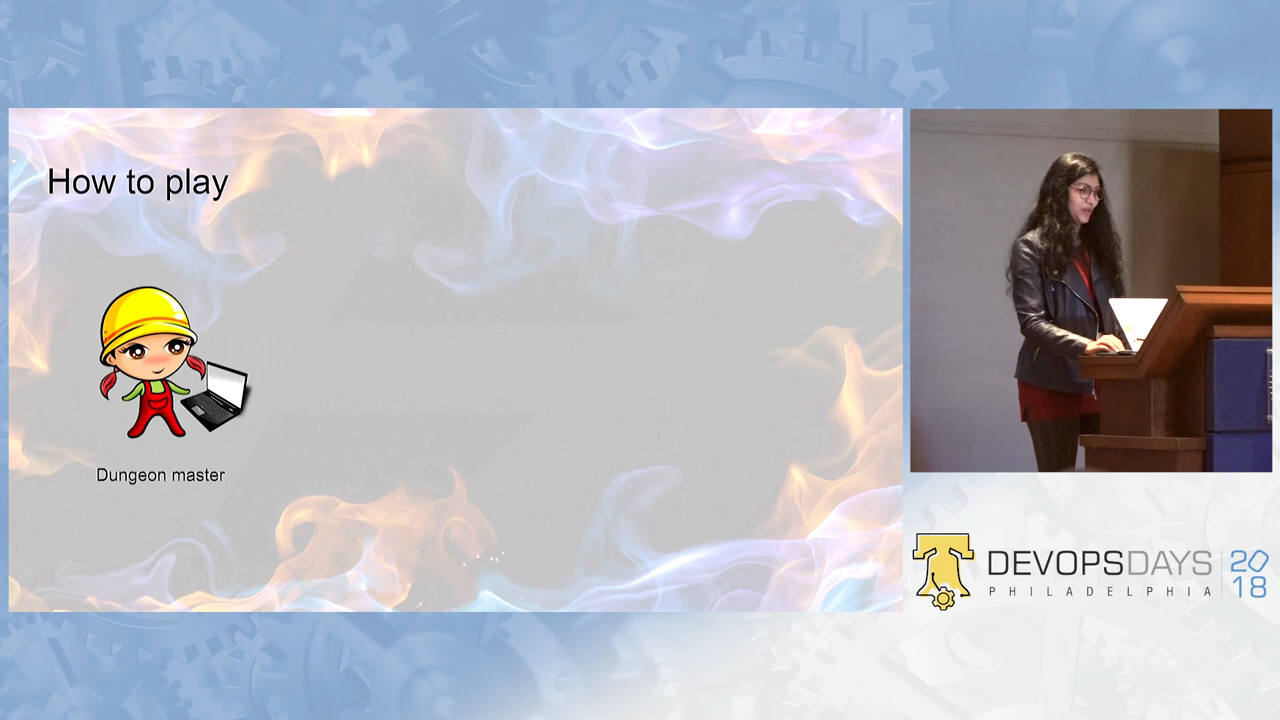 How to play
Dungeon master
DEVOPSDAYS
PHILADELPHIA
20
18